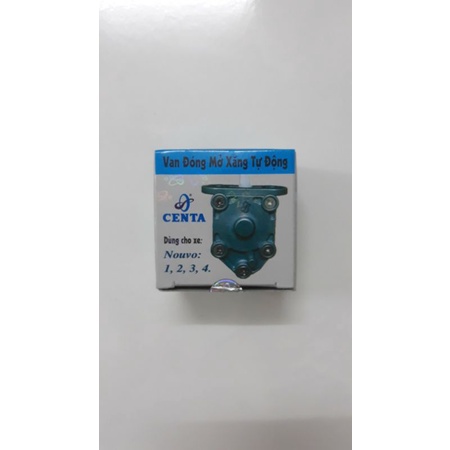 Van Đóng Mở Xăng Tự Động
CENTA
Dùng cho xe:
Nouvo:
1, 2, 3, 4.